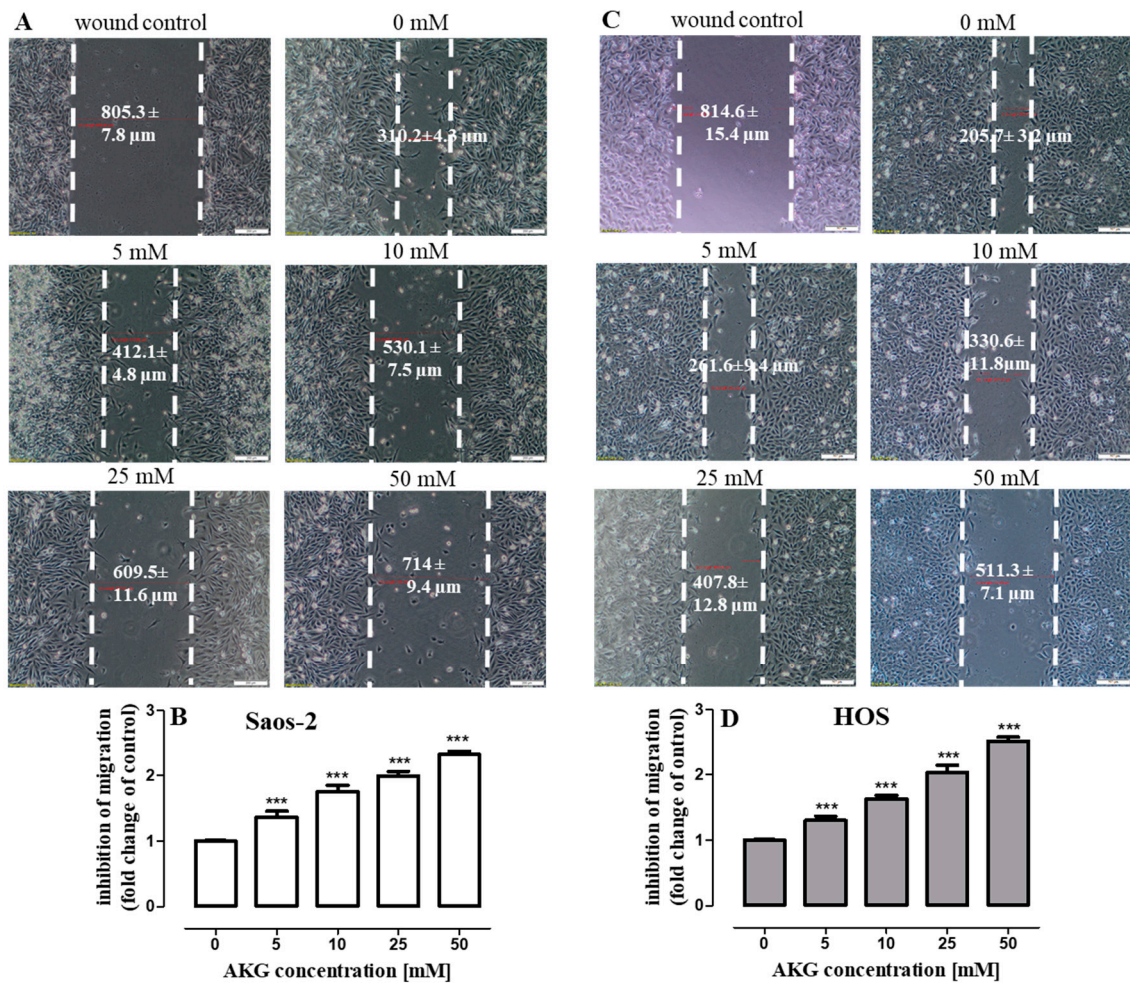 A
wound control
0 mM
805.3 ±
7.8 µm
310.2±4.3 µm
5 mM
10 mM
412.1±
4.8 µm
530.1 ±
7.5 µm
25 mM
50 mM
609.5±
11.6 µm
714 ±
9.4 µm
C
wound control
0 mM
814.6 ±
15.4 µm
205.7± 3.2 µm
5 mM
10 mM
261.6±9.4 µm
330.6 ±
11.8µm
25 mM
50 mM
407.8±
12.8 µm
511.3 ±
7.1 µm
B
Saos-2
inhibition of migration
(fold change of control)
3
2
1
0
***
***
***
***
0 5 10 25 50
AKG concentration [mM]
D
HOS
inhibition of migration
(fold change of ontrol)
3
2
1
0
***
***
***
***
0 5 10 25 50
AKG concentration [mM]